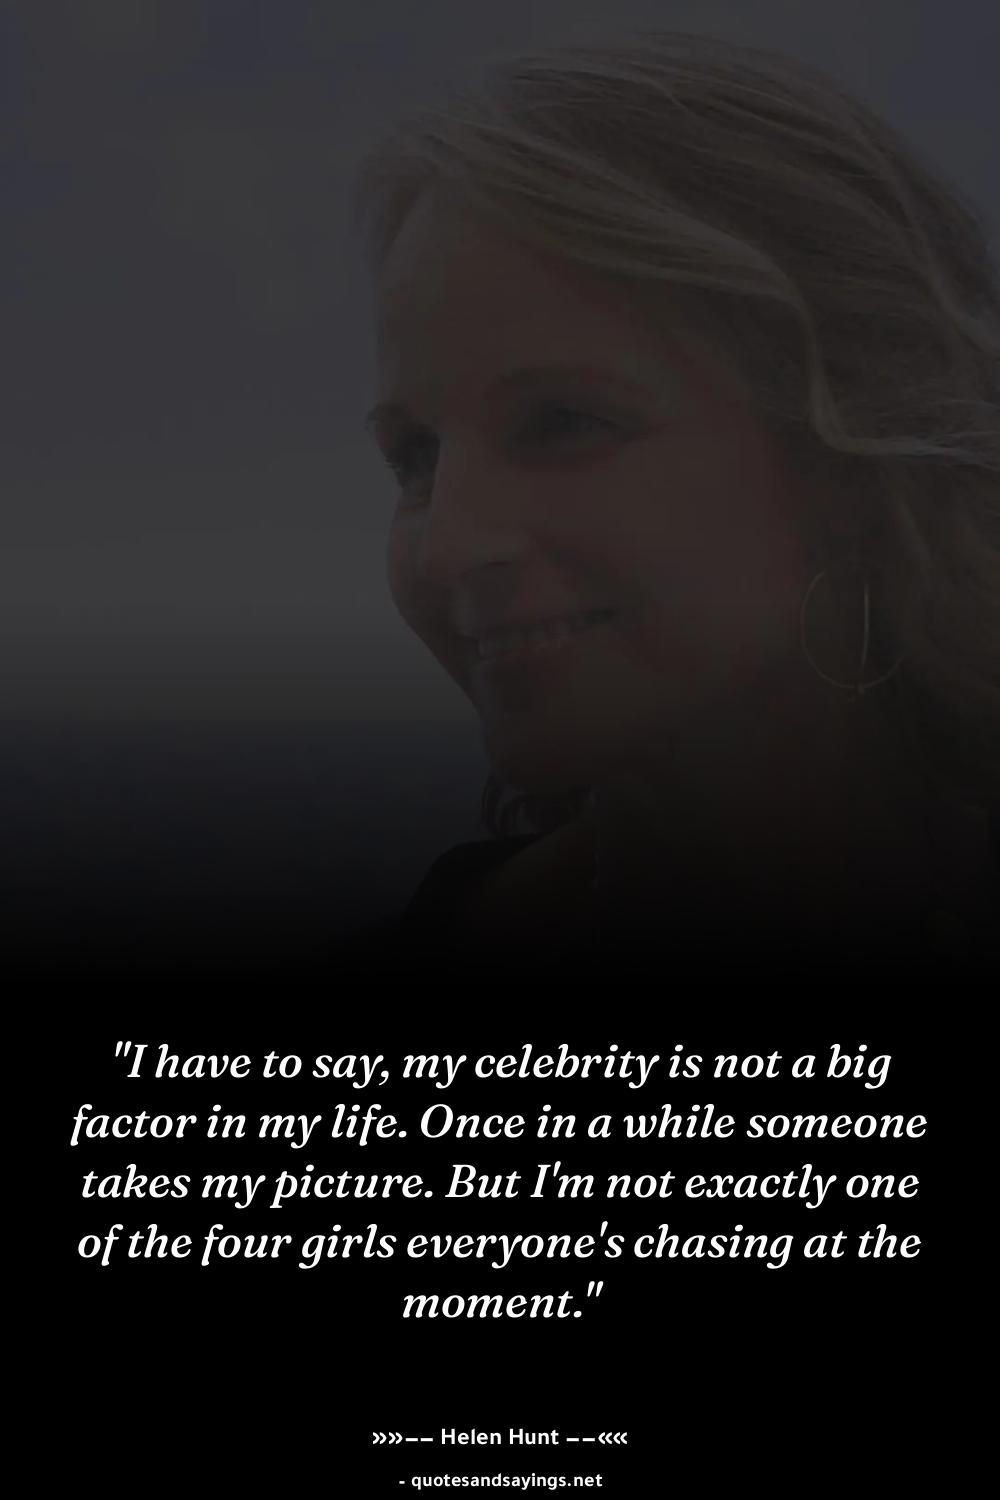 "I have to say, my celebrity is not a big
factor in my life. Once in a while someone
takes my picture. But I'm not exactly one
of the four girls everyone's chasing at the
moment."
»»–– Helen Hunt ––««
- quotesandsayings.net